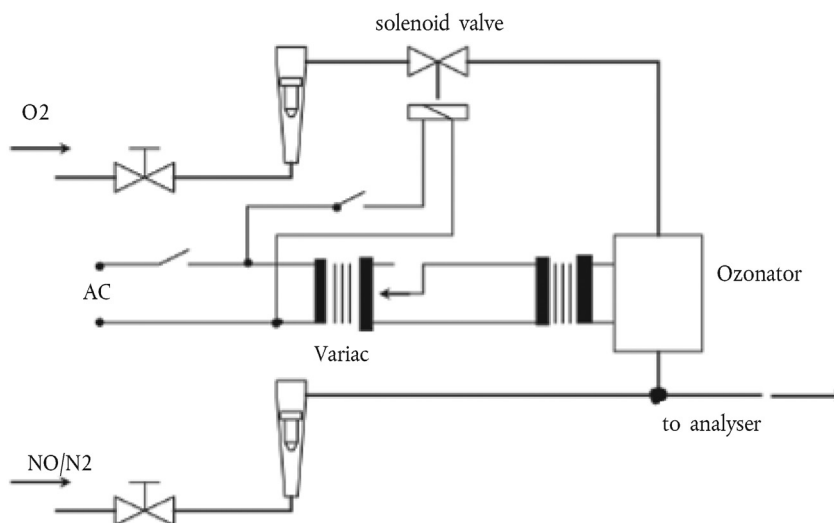 solenoid valve
O2
AC
Ozonator
Variac
to analyser
NO/N2